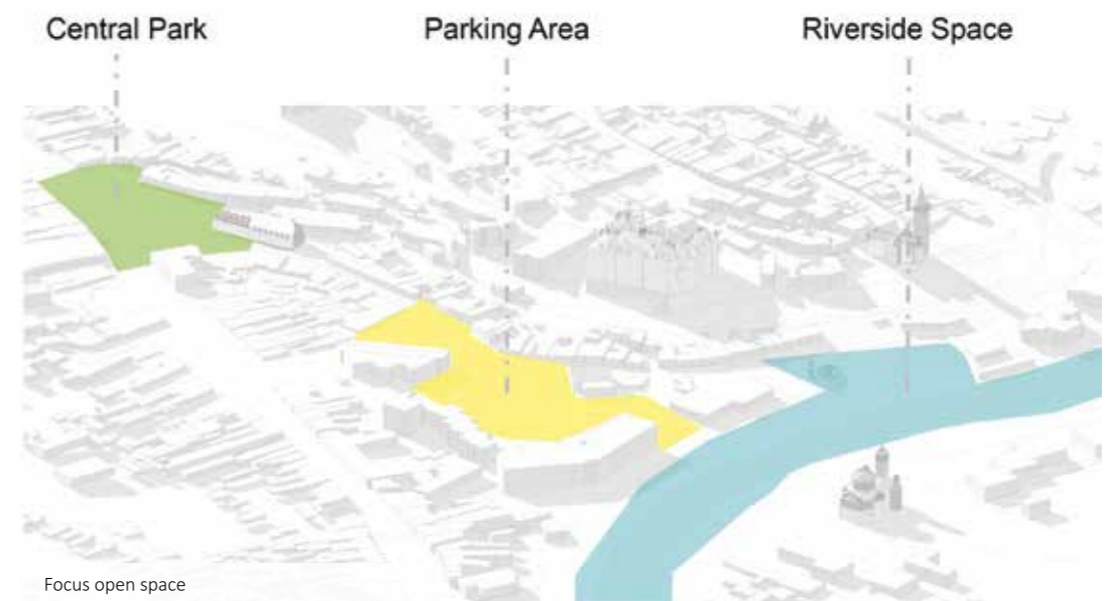 Central Park
Parking Area
Riverside Space
Focus open space